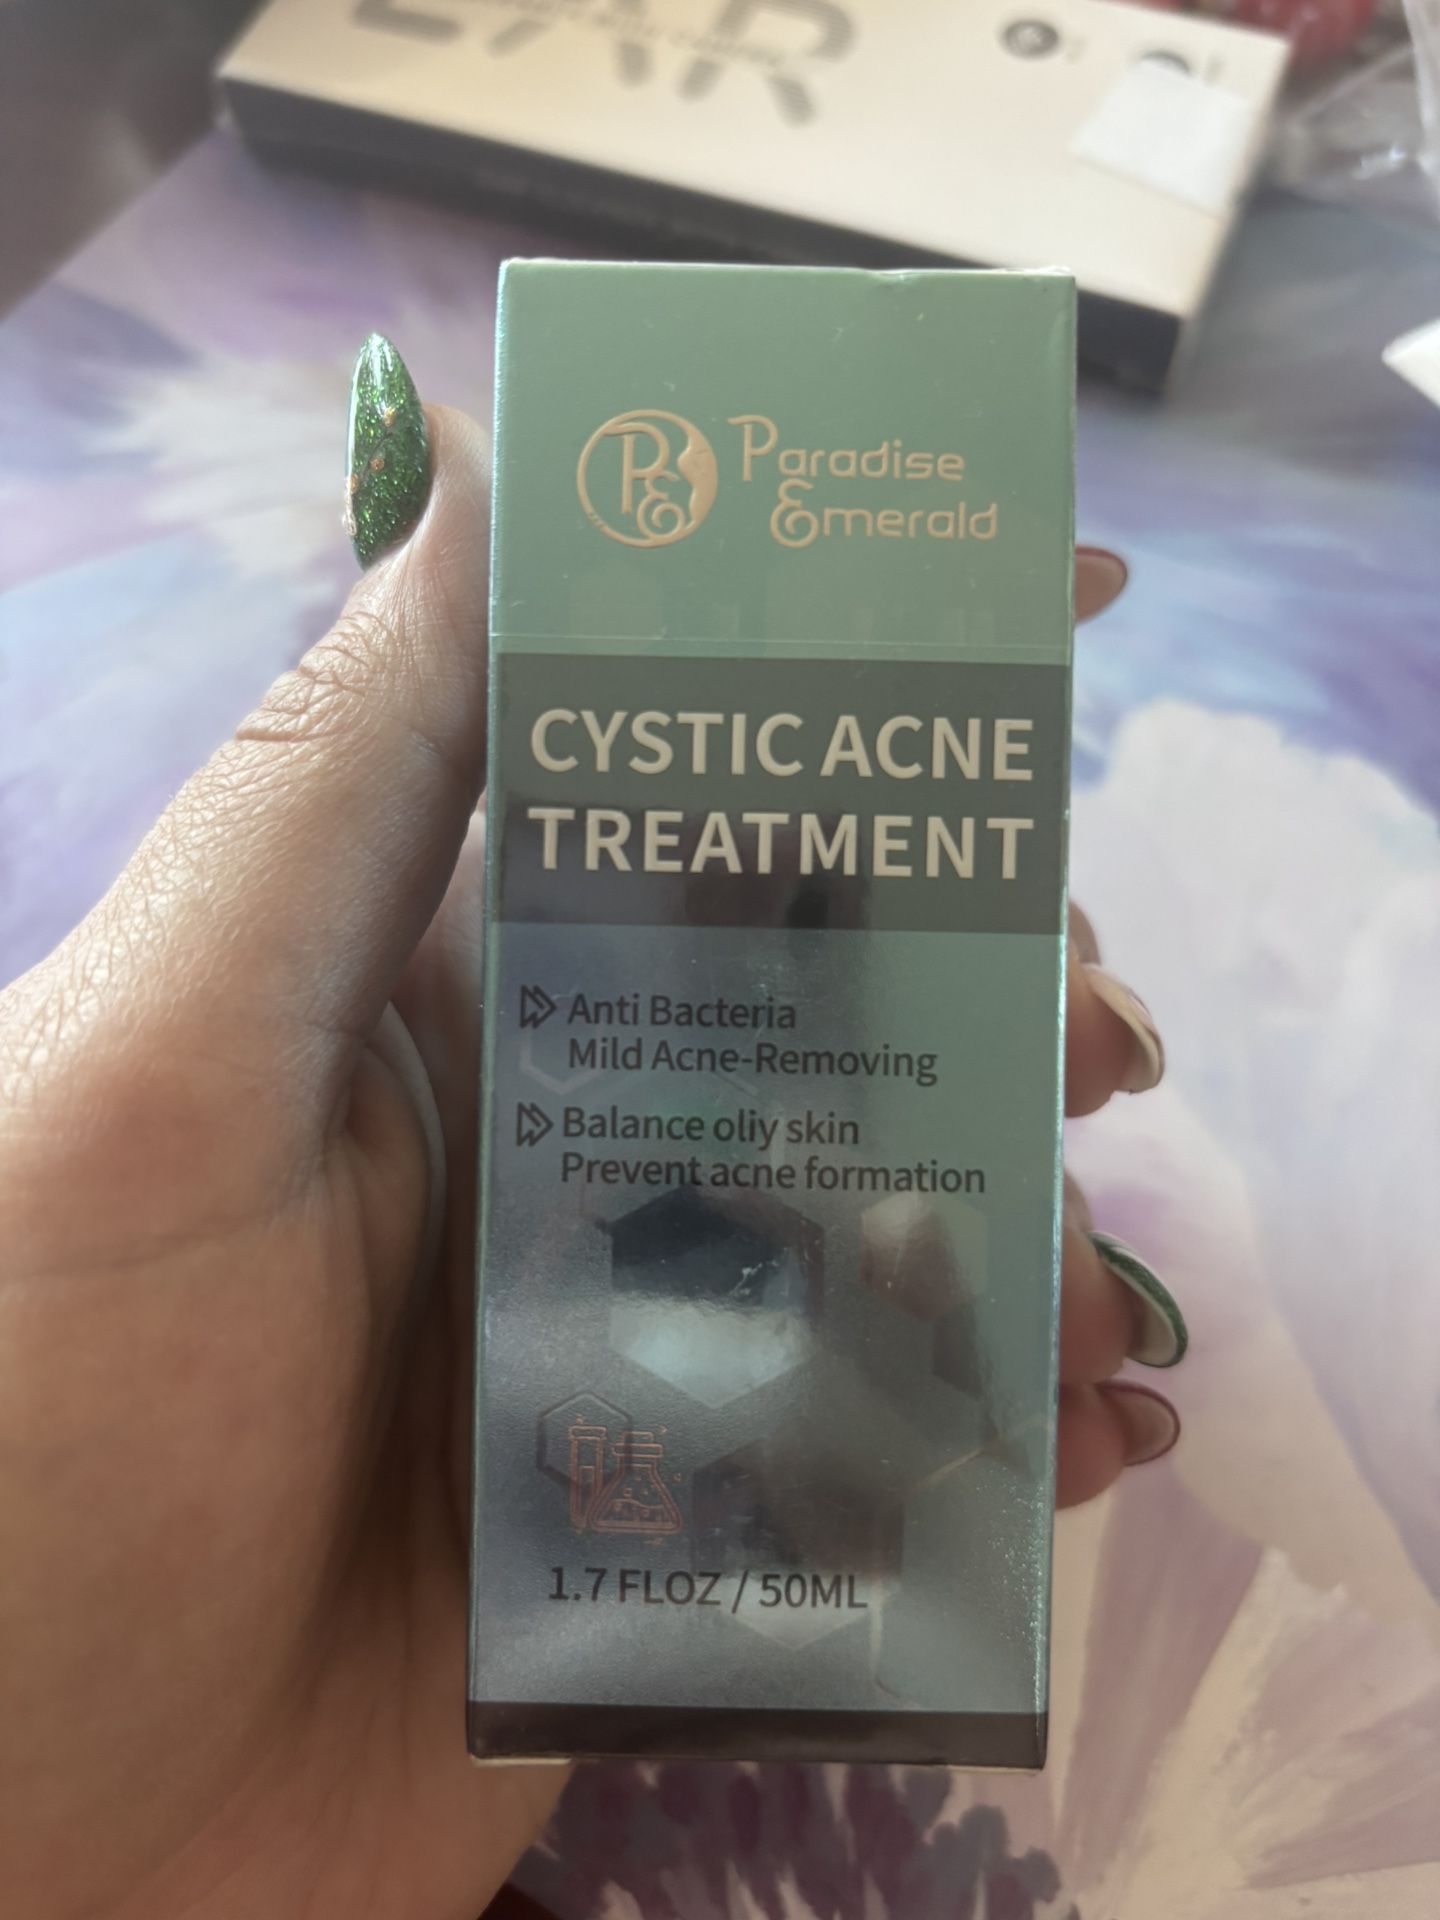 Paradise
Emerald
CYSTIC ACNE
TREATMENT
Anti Bacteria
Mild Acne-Removing
Balance oliy skin
Prevent acne formation
1.7 FLOZ / 50ML